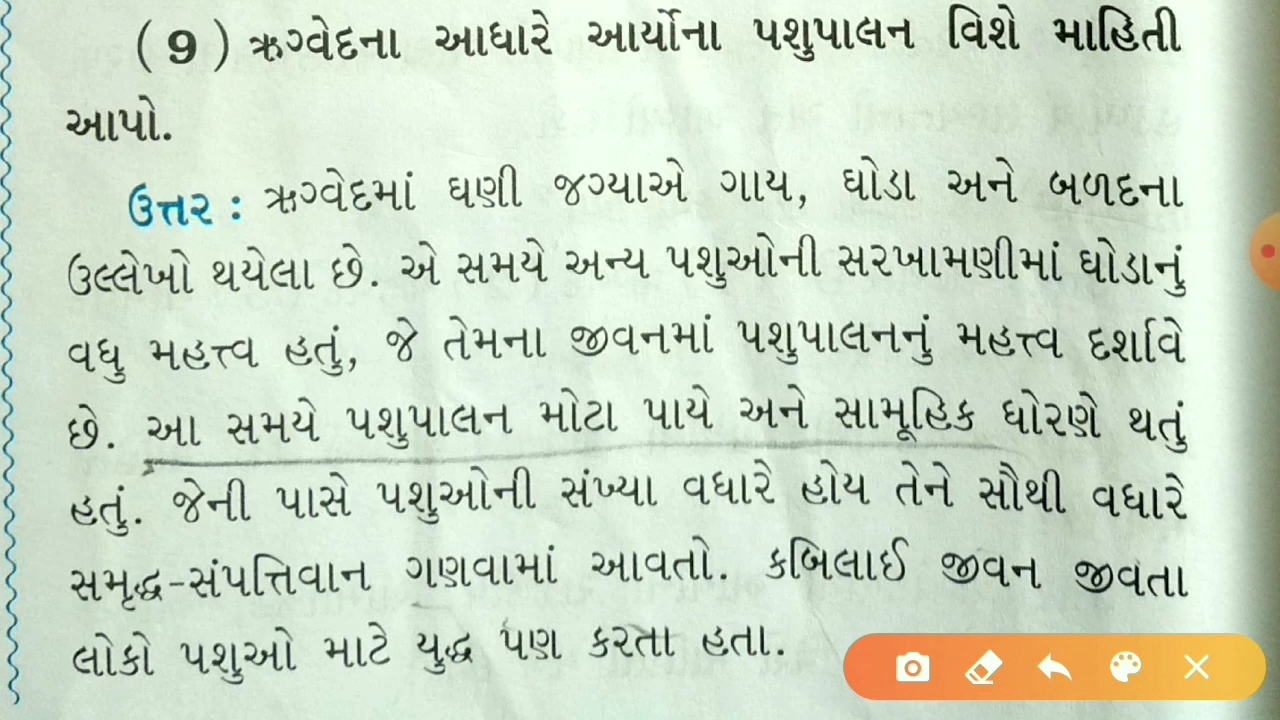 (9) ઋગ્વેદના આધારે આર્યોના પશુપાલન વિશે માહિતી
આપો.
ઉત્તર : ઋગ્વેદમાં ઘણી જગ્યાએ ગાય, ઘોડા અને બળદના
ઉલ્લેખો થયેલા છે. એ સમયે અન્ય પશુઓની સરખામણીમાં ઘોડાનું
વધુ મહત્ત્વ હતું, જે તેમના જીવનમાં પશુપાલનનું મહત્ત્વ દર્શાવે
છે. આ સમયે પશુપાલન મોટા પાયે અને સામૂહિક ધોરણે થતું
હતું. જેની પાસે પશુઓની સંખ્યા વધારે હોય તેને સૌથી વધારે
સમૃદ્ધ-સંપત્તિવાન ગણવામાં આવતો. કબિલાઈ જીવન જીવતા
લોકો પશુઓ માટે યુદ્ધ પણ કરતા હતા.